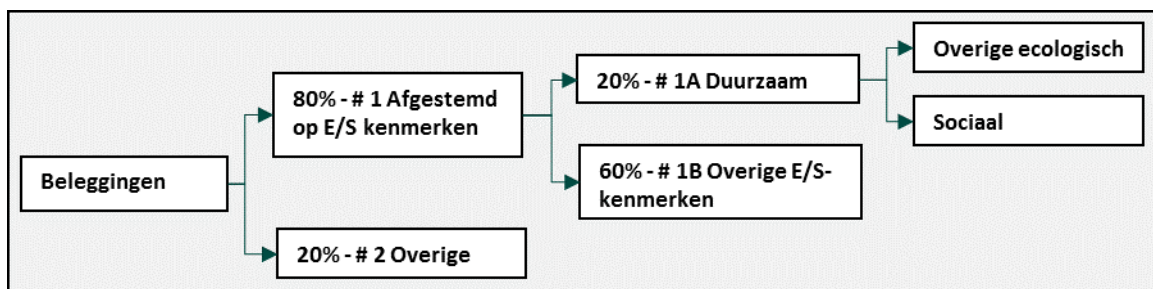 Beleggingen
80% - # 1 Afgestemd
op E/S kenmerken
20% - # 2 Overige
20% - # 1A Duurzaam
60% - # 1B Overige E/S-
kenmerken
Overige ecologisch
Sociaal